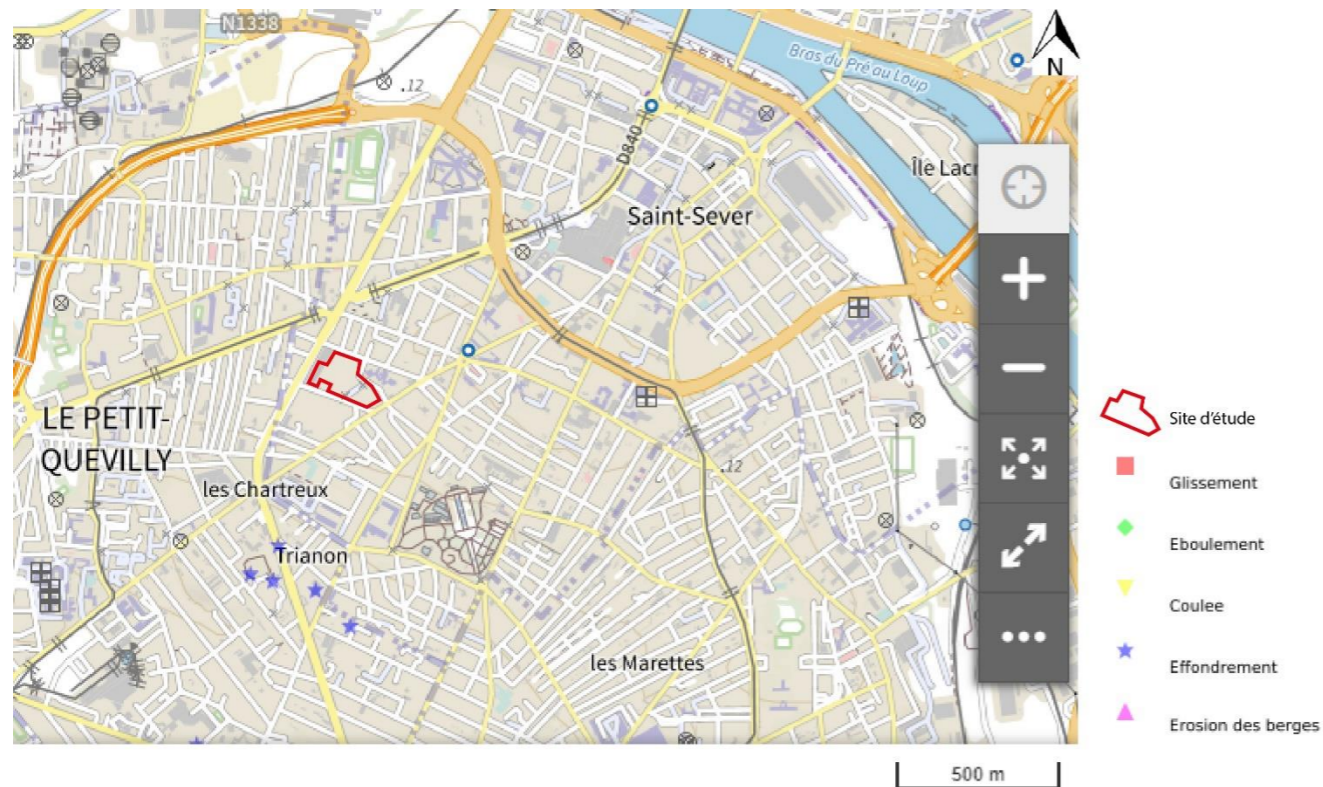 N1338
N
.12
Bras du Pré au Loup
D840
Île Lacr
Saint-Sever
LE PETIT-
QUEVILLY
.12
les Chartreux
Trianon
les Marettes
Site d'étude
Glissement
Eboulement
Coulee
Effondrement
Erosion des berges
500 m